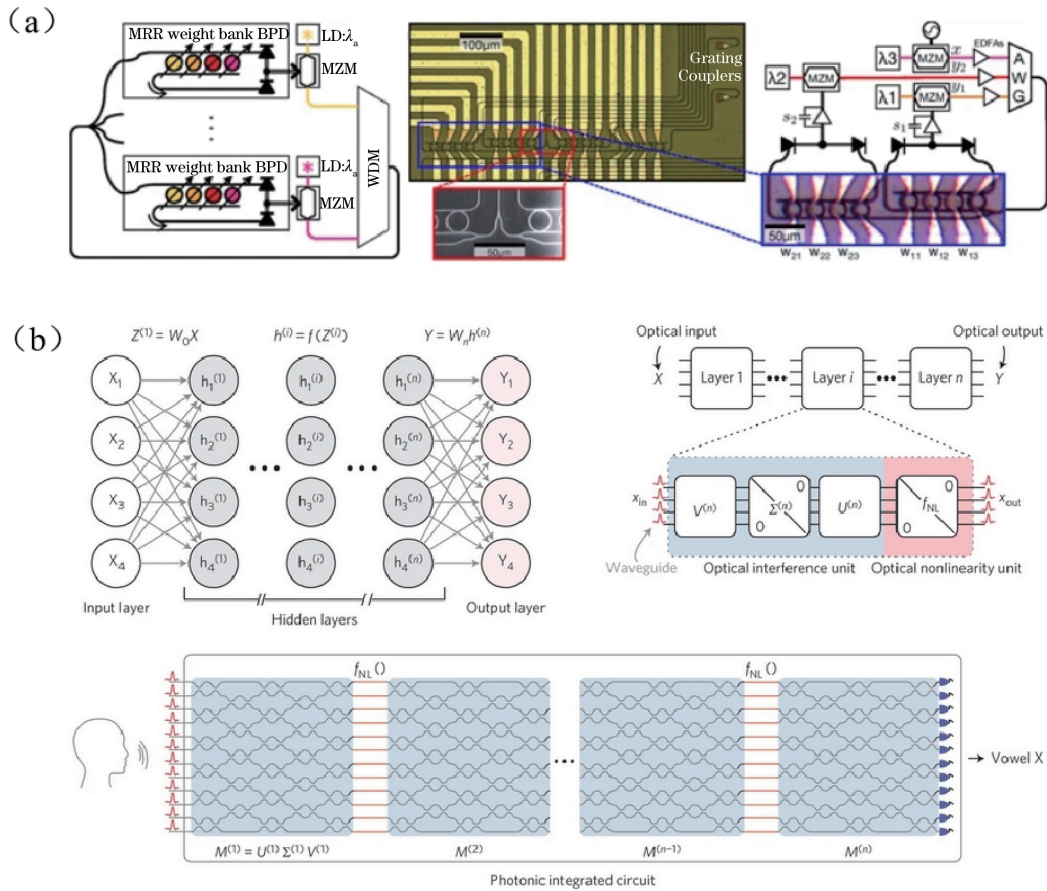 (a)
MRR weight bank BPD
LD:λa
MZM
MRR weight bank BPD
LD:λa
MZM
WDM
100μm
Grating
Couplers
50μm
λ3
MZM
x
EDFAs
A
λ2
MZM
y2
W
λ1
MZM
y1
G
s2
s1
50μm
w21 w22 w23 w11 w12 w13
(b)
Z(1) = W0X
h(i) = f(Z(i))
Y = Wnh(n)
X1 h1(1) h1(i) h1(n) Y1
X2 h2(1) h2(i) h2(n) Y2
X3 h3(1) h3(i) h3(n) Y3
X4 h4(1) h4(i) h4(n) Y4
Input layer
Hidden layers
Output layer
Optical input
Optical output
X
Layer 1
Layer i
Layer n
Y
xin
V(n)
0
Σ(n)
0
U(n)
0
fNL
0
xout
Waveguide
Optical interference unit
Optical nonlinearity unit
fNL()
fNL()
Vowel X
M(1) = U(1) Σ(1) V(1)
M(2)
M(n−1)
M(n)
Photonic integrated circuit